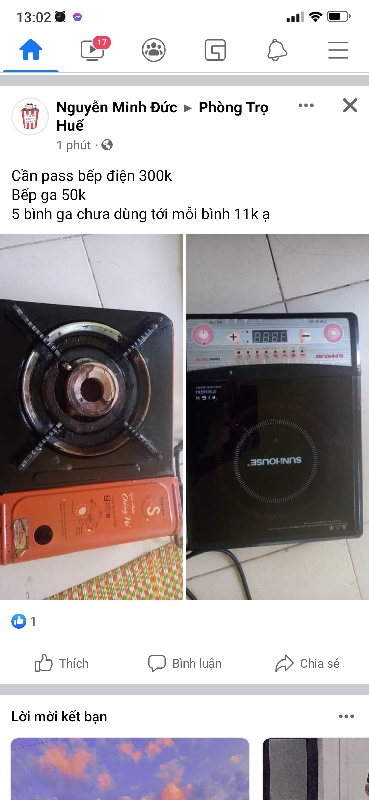 13:02
17
Nguyễn Minh Đức ▸ Phòng Trọ
Huế
1 phút
Cần pass bếp điện 300k
Bếp ga 50k
5 bình ga chưa dùng tới mỗi bình 11k ạ
SUNHOUSE
SUNHOUSE
1
Thích
Bình luận
Chia sẻ
Lời mời kết bạn